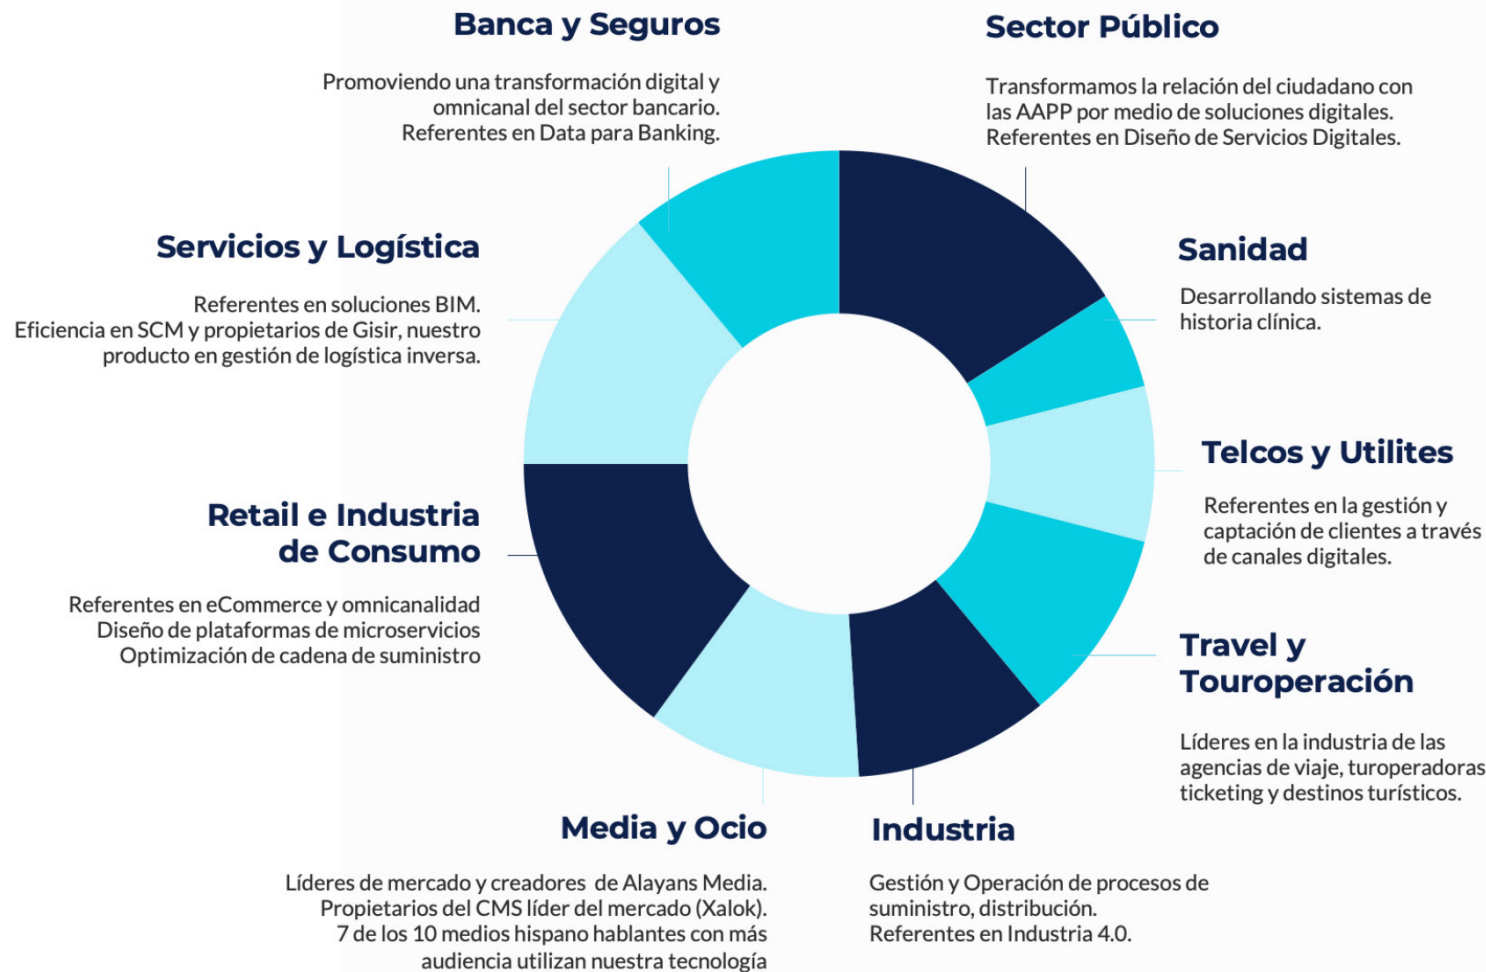 Banca y Seguros
Promoviendo una transformación digital y
omnicanal del sector bancario.
Referentes en Data para Banking.
Sector Público
Transformamos la relación del ciudadano con
las AAPP por medio de soluciones digitales.
Referentes en Diseño de Servicios Digitales.
Servicios y Logística
Referentes en soluciones BIM.
Eficiencia en SCM y propietarios de Gisir, nuestro
producto en gestión de logística inversa.
Sanidad
Desarrollando sistemas de
historia clínica.
Telcos y Utilites
Referentes en la gestión y
captación de clientes a través
de canales digitales.
Retail e Industria
de Consumo
Referentes en eCommerce y omnicanalidad
Diseño de plataformas de microservicios
Optimización de cadena de suministro
Travel y
Touroperación
Líderes en la industria de las
agencias de viaje, turoperadoras
ticketing y destinos turísticos.
Media y Ocio
Líderes de mercado y creadores de Alayans Media.
Propietarios del CMS líder del mercado (Xalok).
7 de los 10 medios hispano hablantes con más
audiencia utilizan nuestra tecnología
Industria
Gestión y Operación de procesos de
suministro, distribución.
Referentes en Industria 4.0.